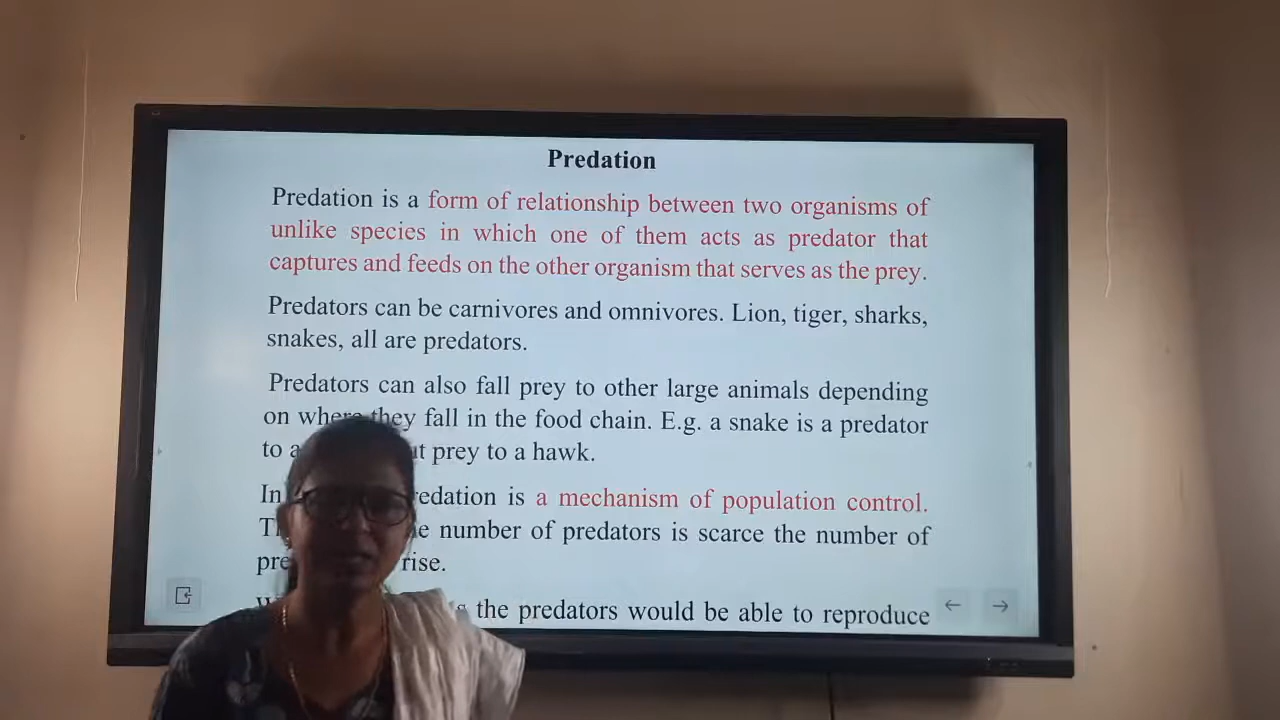 Predation
Predation is a form of relationship between two organisms of
unlike species in which one of them acts as predator that
captures and feeds on the other organism that serves as the prey.
Predators can be carnivores and omnivores. Lion, tiger, sharks,
snakes, all are predators.
Predators can also fall prey to other large animals depending
on where they fall in the food chain. E.g. a snake is a predator
to prey to a hawk.
In is a mechanism of population control.
number of predators is scarce the number of
rise.
the predators would be able to reproduce